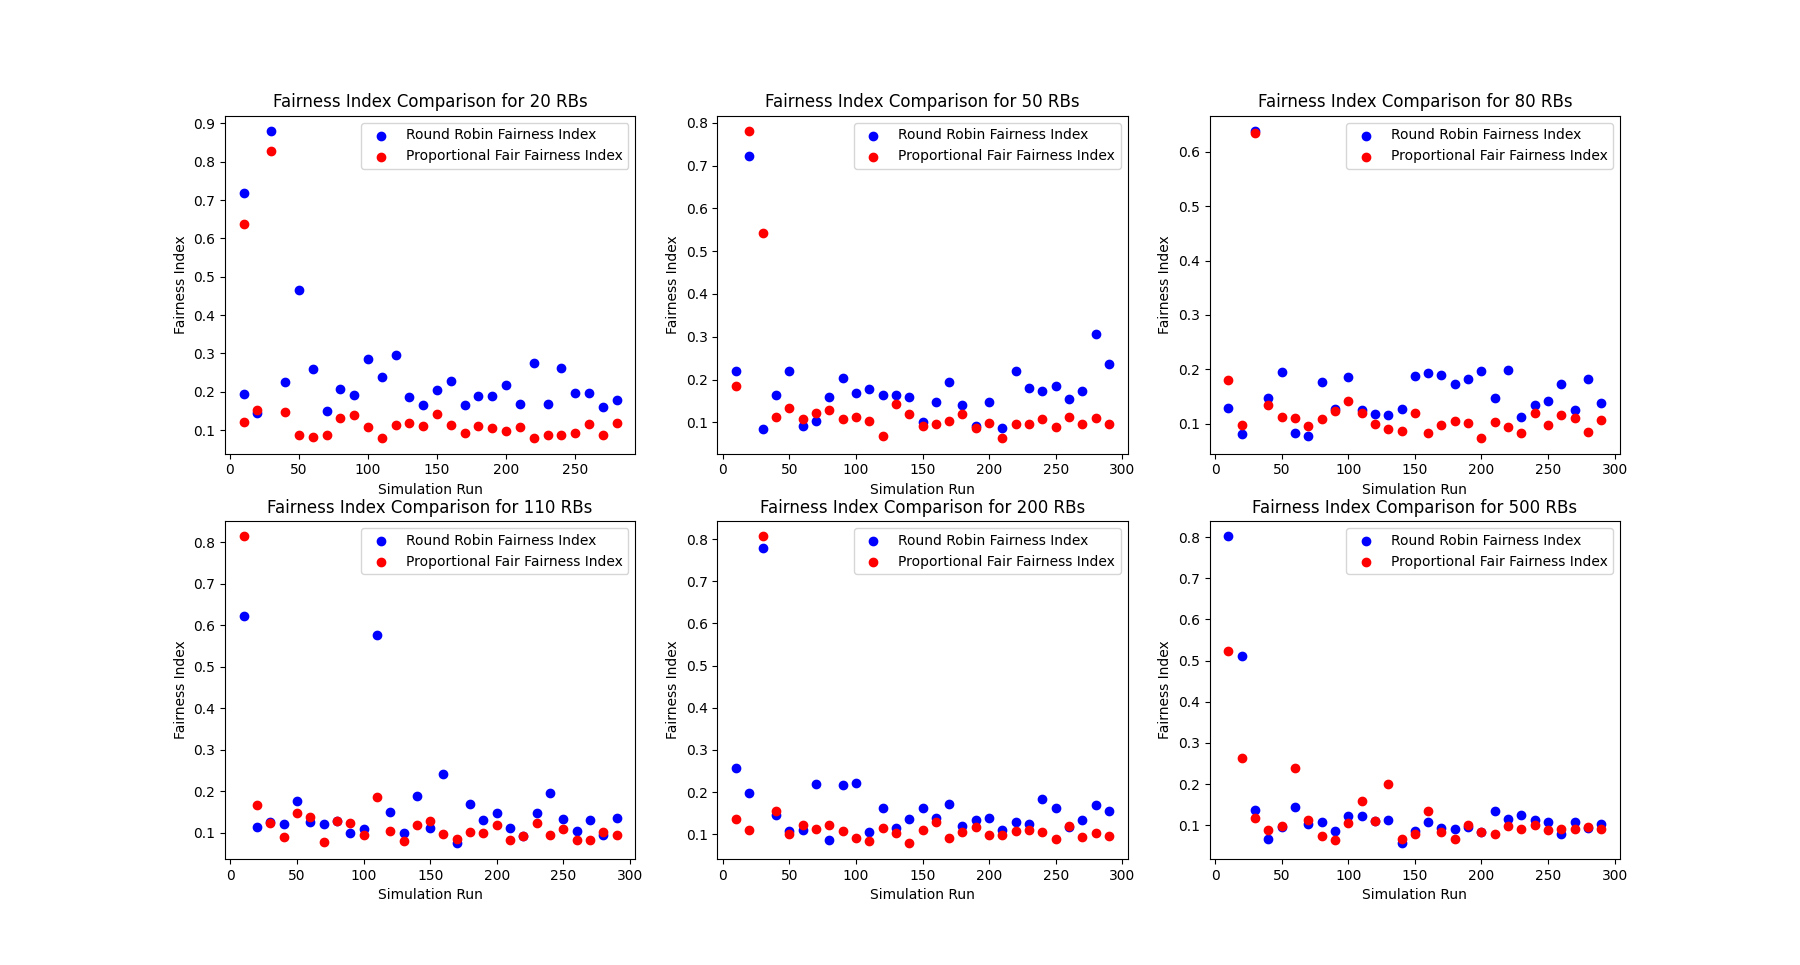 Fairness Index Comparison for 20 RBs
Round Robin Fairness Index
Proportional Fair Fairness Index
Fairness Index
0.9
0.8
0.7
0.6
0.5
0.4
0.3
0.2
0.1
0 50 100 150 200 250
Simulation Run
Fairness Index Comparison for 50 RBs
Round Robin Fairness Index
Proportional Fair Fairness Index
Fairness Index
0.8
0.7
0.6
0.5
0.4
0.3
0.2
0.1
0 50 100 150 200 250 300
Simulation Run
Fairness Index Comparison for 80 RBs
Round Robin Fairness Index
Proportional Fair Fairness Index
Fairness Index
0.6
0.5
0.4
0.3
0.2
0.1
0 50 100 150 200 250 300
Simulation Run
Fairness Index Comparison for 110 RBs
Round Robin Fairness Index
Proportional Fair Fairness Index
Fairness Index
0.8
0.7
0.6
0.5
0.4
0.3
0.2
0.1
0 50 100 150 200 250 300
Simulation Run
Fairness Index Comparison for 200 RBs
Round Robin Fairness Index
Proportional Fair Fairness Index
Fairness Index
0.8
0.7
0.6
0.5
0.4
0.3
0.2
0.1
0 50 100 150 200 250 300
Simulation Run
Fairness Index Comparison for 500 RBs
Round Robin Fairness Index
Proportional Fair Fairness Index
Fairness Index
0.8
0.7
0.6
0.5
0.4
0.3
0.2
0.1
0 50 100 150 200 250 300
Simulation Run